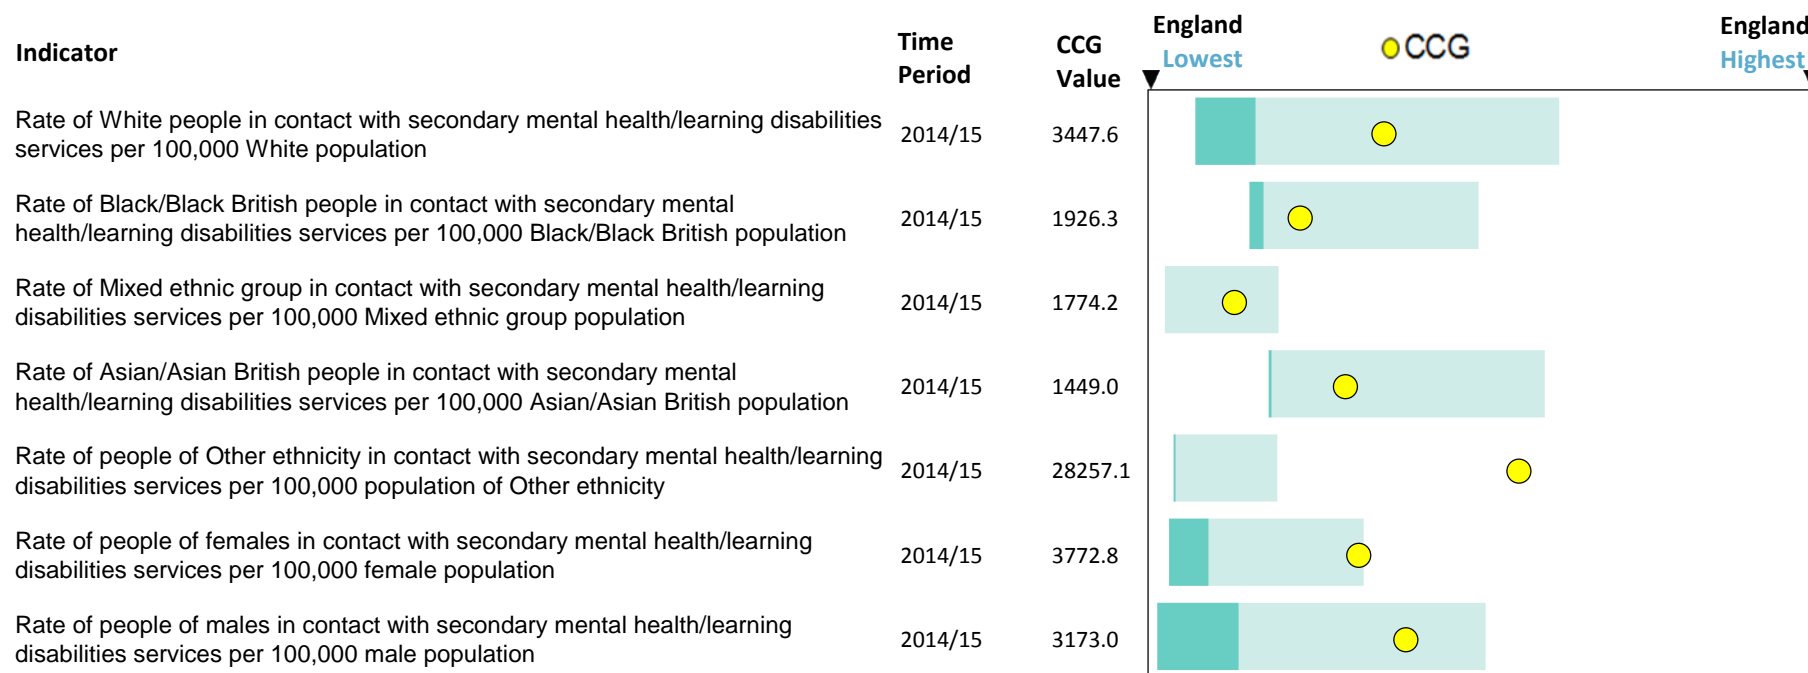 Indicator
Time
Period
CCG
Value
England
Lowest
CCG
England
Highest
Rate of White people in contact with secondary mental health/learning disabilities
services per 100,000 White population
2014/15
3447.6
Rate of Black/Black British people in contact with secondary mental
health/learning disabilities services per 100,000 Black/Black British population
2014/15
1926.3
Rate of Mixed ethnic group in contact with secondary mental health/learning
disabilities services per 100,000 Mixed ethnic group population
2014/15
1774.2
Rate of Asian/Asian British people in contact with secondary mental
health/learning disabilities services per 100,000 Asian/Asian British population
2014/15
1449.0
Rate of people of Other ethnicity in contact with secondary mental health/learning
disabilities services per 100,000 population of Other ethnicity
2014/15
28257.1
Rate of people of females in contact with secondary mental health/learning
disabilities services per 100,000 female population
2014/15
3772.8
Rate of people of males in contact with secondary mental health/learning
disabilities services per 100,000 male population
2014/15
3173.0